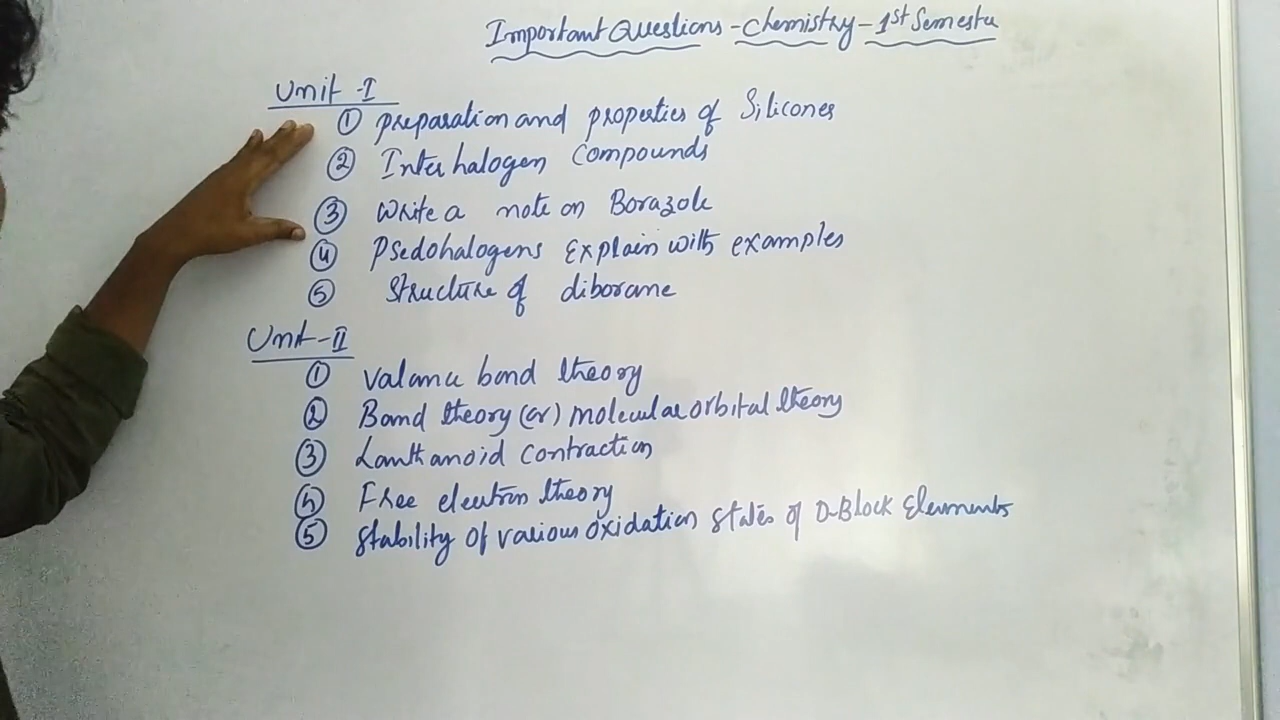 Important Questions - Chemistry - 1st Semester
Unit - I
① preparation and properties of Silicones
② Inter halogen Compounds
③ Write a note on Borazole
④ Psedohalogens Explain with examples
⑤ Structure of diborane
Unit - II
① Valance bond theory
② Band theory (or) molecular orbital theory
③ Lanthanoid contraction
④ Free electron theory
⑤ Stability of various oxidation states of D-Block Elements